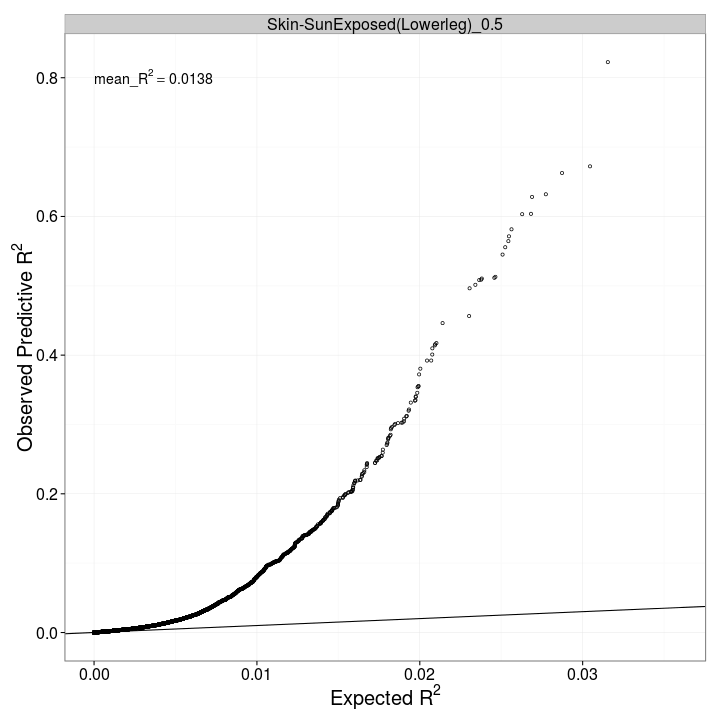 Skin-SunExposed(Lowerleg)_0.5
mean_R² = 0.0138
Observed Predictive R²
0.8
0.6
0.4
0.2
0.0
0.00 0.01 0.02 0.03
Expected R²